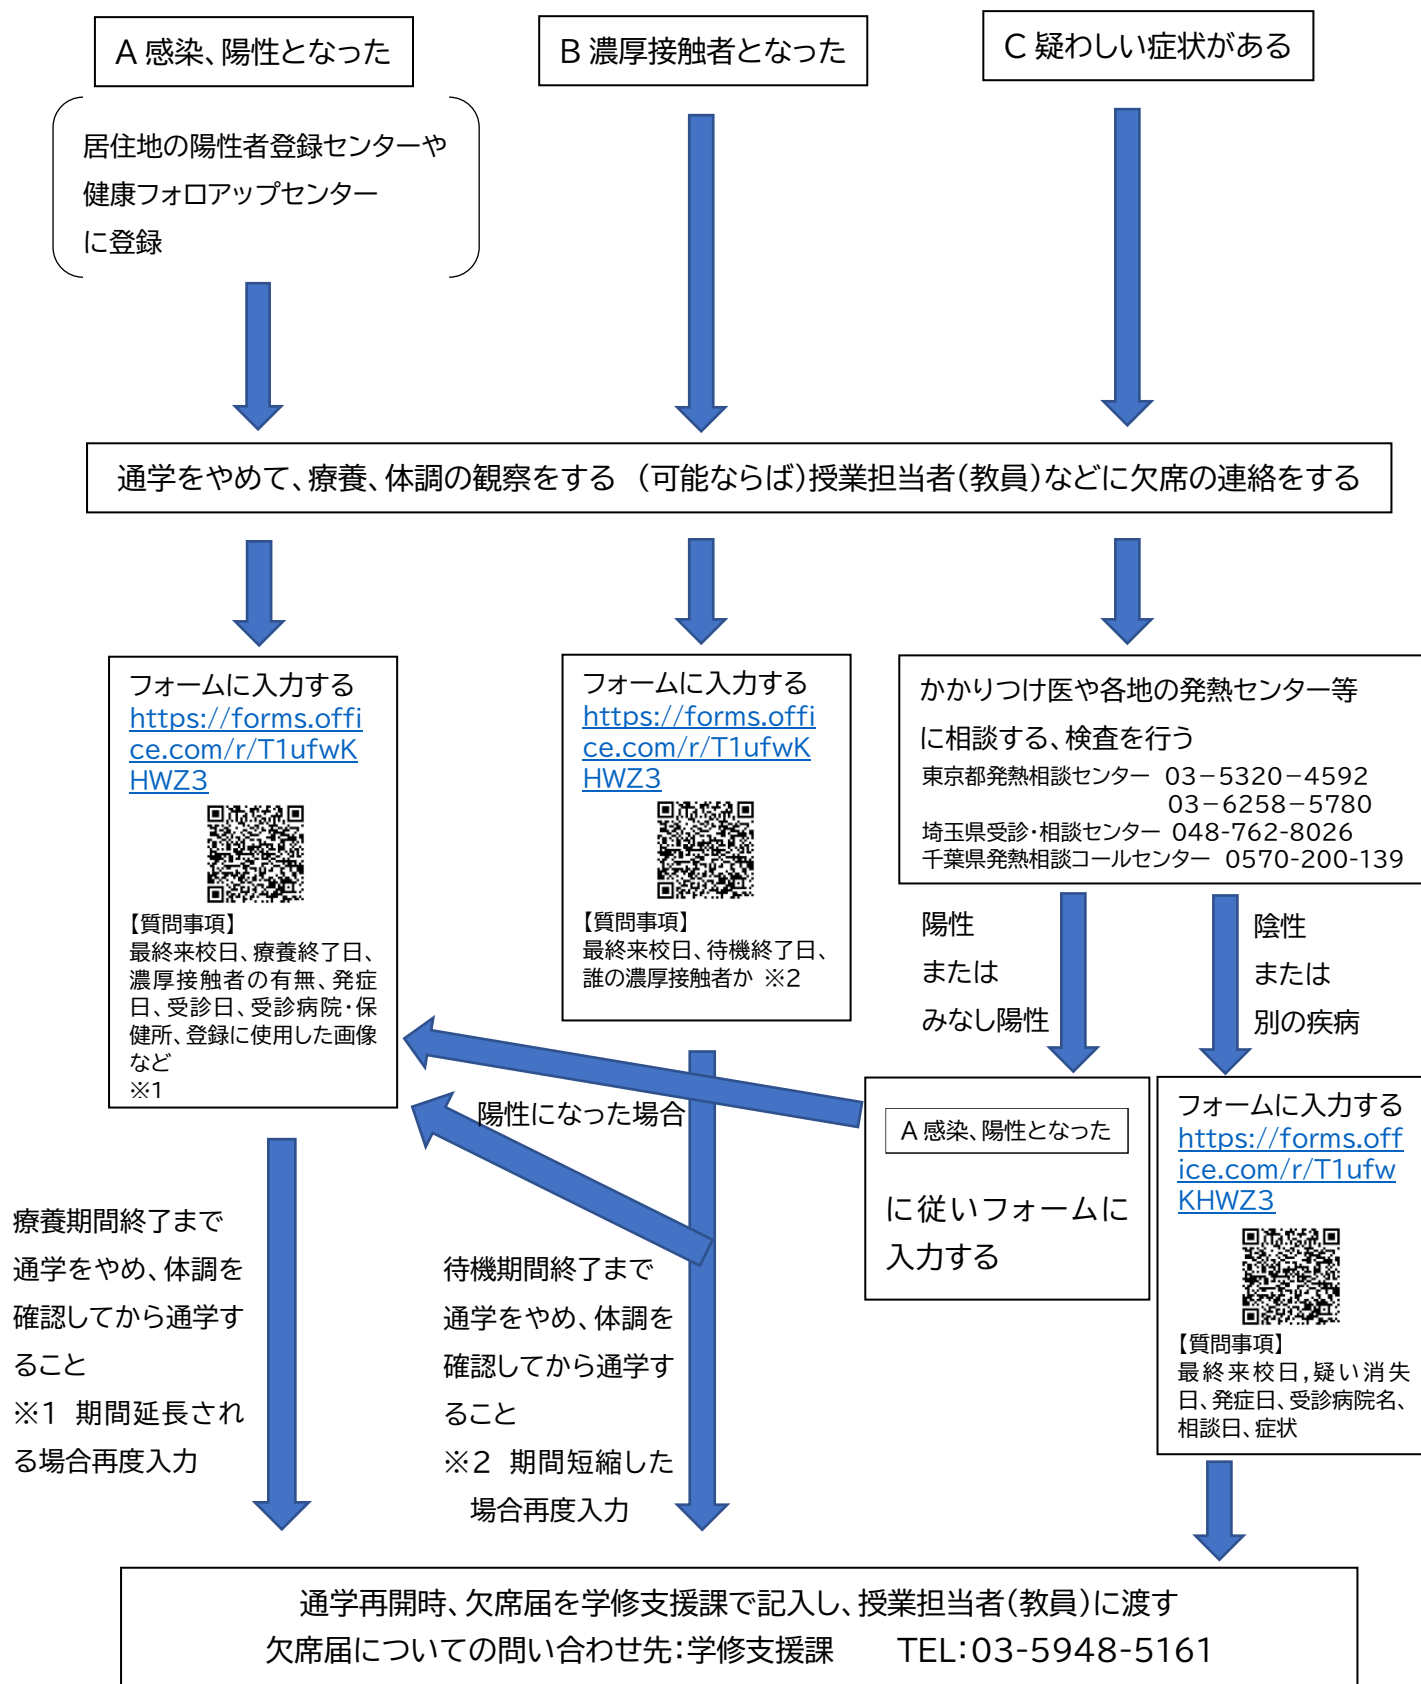 A 感染、陽性となった
B 濃厚接触者となった
C 疑わしい症状がある
居住地の陽性者登録センターや
健康フォロアップセンター
に登録
通学をやめて、療養、体調の観察をする （可能ならば）授業担当者（教員）などに欠席の連絡をする
フォームに入力する
https://forms.offi
ce.com/r/T1ufwK
HWZ3
【質問事項】
最終来校日、療養終了日、
濃厚接触者の有無、発症
日、受診日、受診病院・保
健所、登録に使用した画像
など
※1
フォームに入力する
https://forms.offi
ce.com/r/T1ufwK
HWZ3
【質問事項】
最終来校日、待機終了日、
誰の濃厚接触者か ※2
かかりつけ医や各地の発熱センター等
に相談する、検査を行う
東京都発熱相談センター 03－5320－4592
03－6258－5780
埼玉県受診・相談センター 048-762-8026
千葉県発熱相談コールセンター 0570-200-139
陽性
または
みなし陽性
陰性
または
別の疾病
陽性になった場合
A 感染、陽性となった
に従いフォームに
入力する
フォームに入力する
https://forms.off
ice.com/r/T1ufw
KHWZ3
【質問事項】
最終来校日,疑い消失
日、発症日、受診病院名、
相談日、症状
療養期間終了まで
通学をやめ、体調を
確認してから通学す
ること
※1 期間延長され
る場合再度入力
待機期間終了まで
通学をやめ、体調を
確認してから通学す
ること
※2 期間短縮した
場合再度入力
通学再開時、欠席届を学修支援課で記入し、授業担当者（教員）に渡す
欠席届についての問い合わせ先：学修支援課 TEL：03-5948-5161